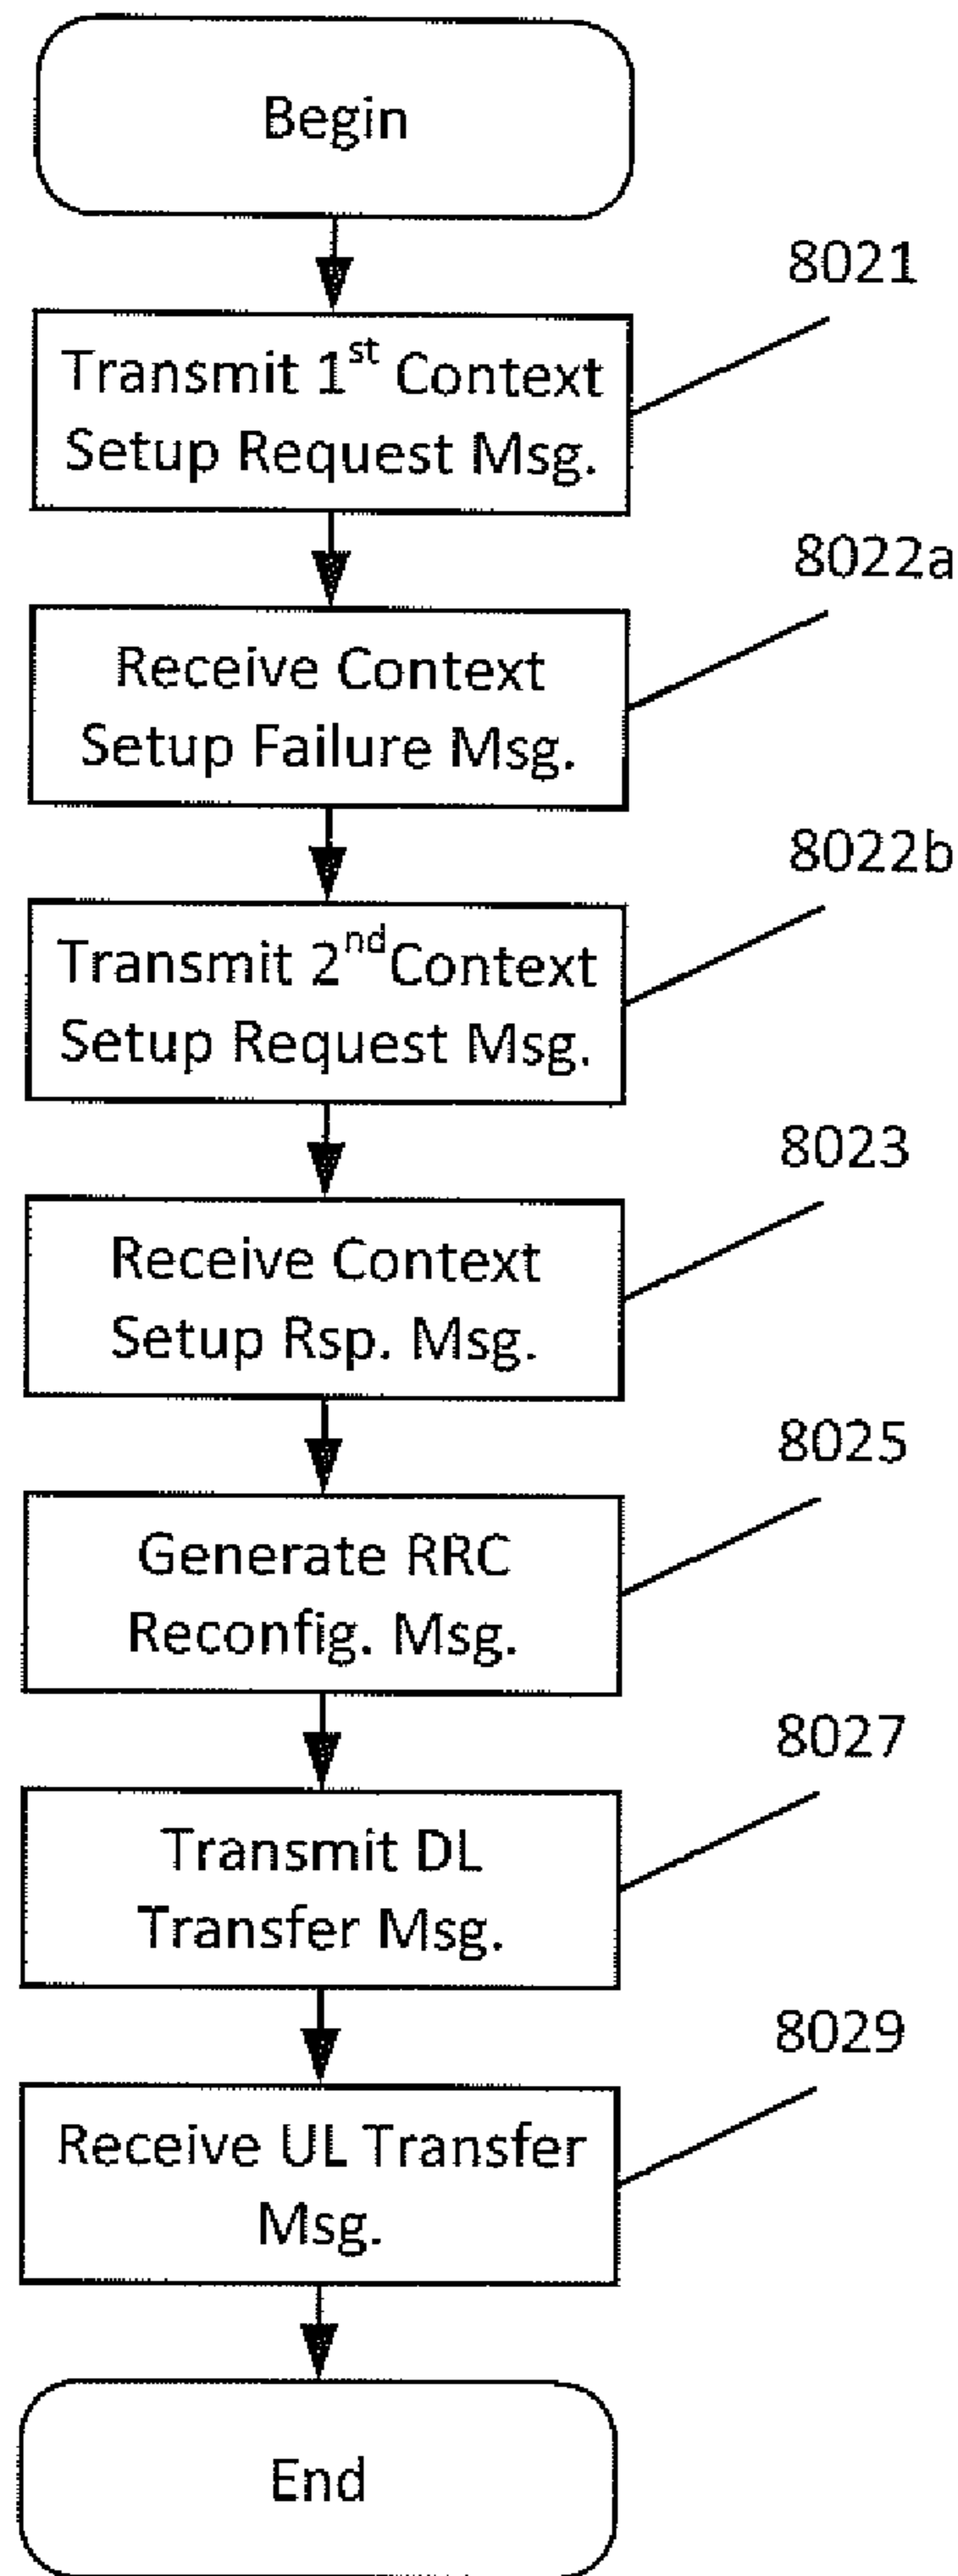 Begin
8021
Transmit 1st Context
Setup Request Msg.
8022a
Receive Context
Setup Failure Msg.
8022b
Transmit 2nd Context
Setup Request Msg.
8023
Receive Context
Setup Rsp. Msg.
8025
Generate RRC
Reconfig. Msg.
8027
Transmit DL
Transfer Msg.
8029
Receive UL Transfer
Msg.
End